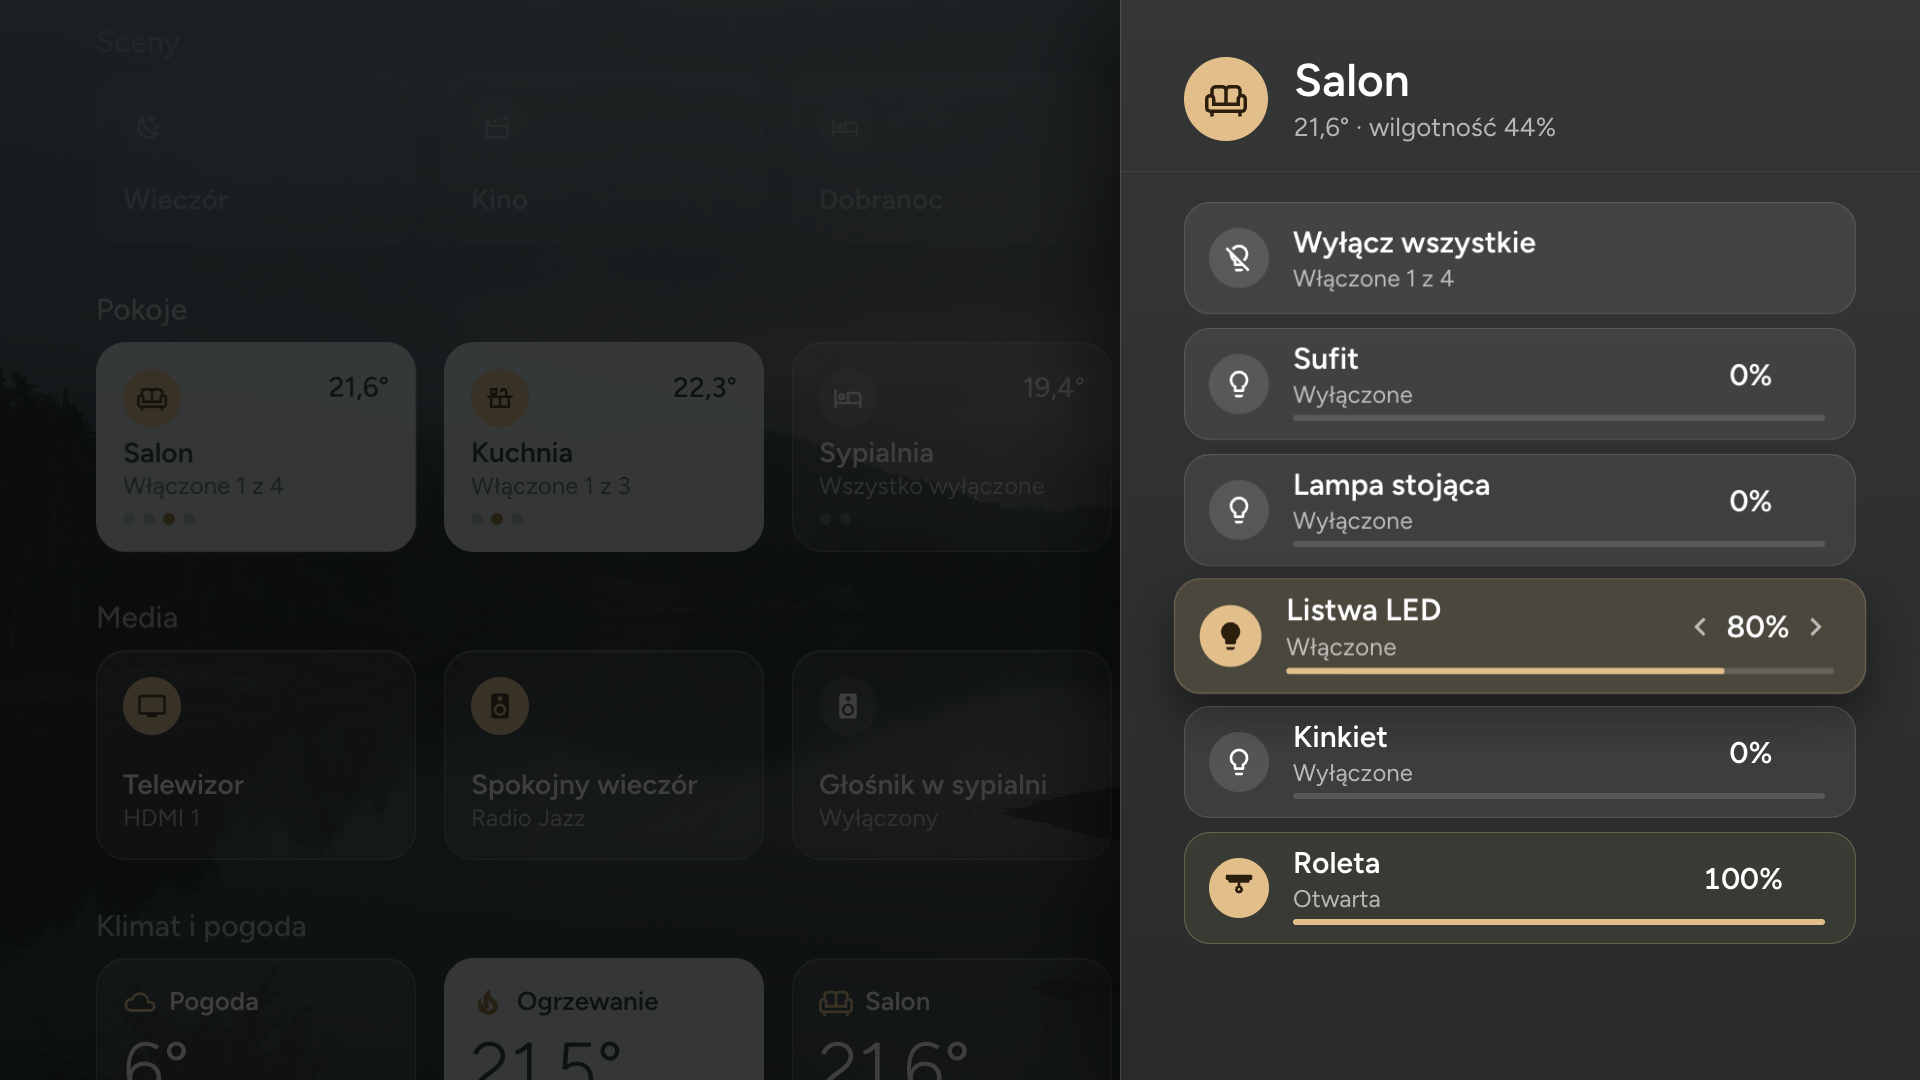 Sceny
Wieczór
Kino
Dobranoc
Pokoje
21,6°
Salon
Włączone 1 z 4
22,3°
Kuchnia
Włączone 1 z 3
19,4°
Sypialnia
Wszystko wyłączone
Media
Telewizor
HDMI 1
Spokojny wieczór
Radio Jazz
Głośnik w sypialni
Wyłączony
Klimat i pogoda
Pogoda
6°
Ogrzewanie
21,5°
Salon
21,6°
Salon
21,6° · wilgotność 44%
Wyłącz wszystkie
Włączone 1 z 4
Sufit
Wyłączone
0%
Lampa stojąca
Wyłączone
0%
Listwa LED
Włączone
80%
Kinkiet
Wyłączone
0%
Roleta
Otwarta
100%